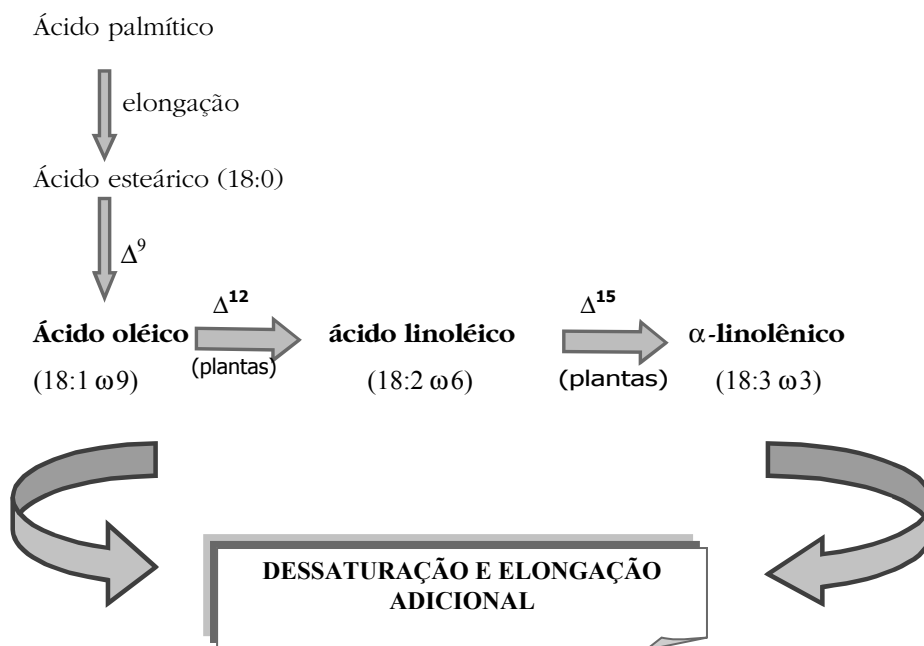 Ácido palmítico
elongação
Ácido esteárico (18:0)
Δ⁹
Δ¹² Δ¹⁵
Ácido oléico ácido linoléico α-linolênico
(plantas) (plantas)
(18:1 ω9) (18:2 ω6) (18:3 ω3)
DESSATURAÇÃO E ELONGAÇÃO
ADICIONAL